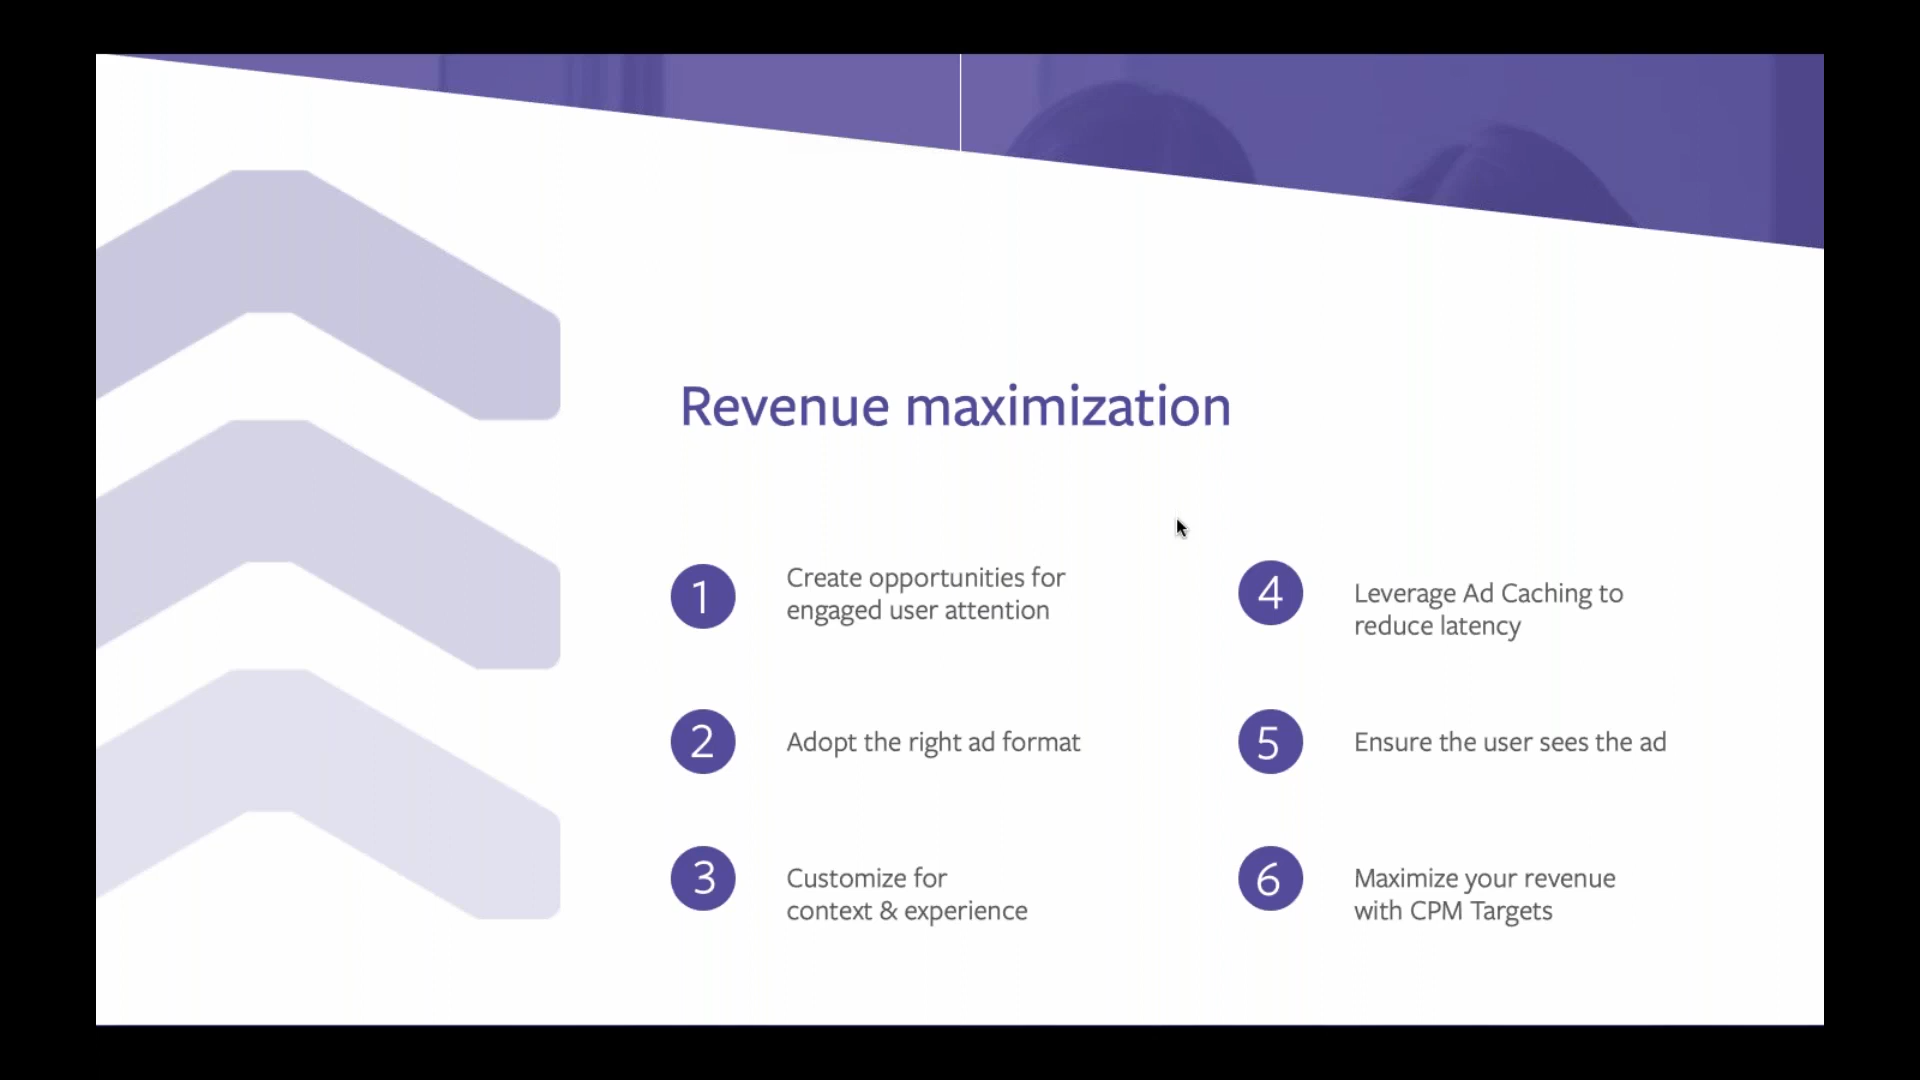 Revenue maximization
1
Create opportunities for
engaged user attention
2
Adopt the right ad format
3
Customize for
context & experience
4
Leverage Ad Caching to
reduce latency
5
Ensure the user sees the ad
6
Maximize your revenue
with CPM Targets